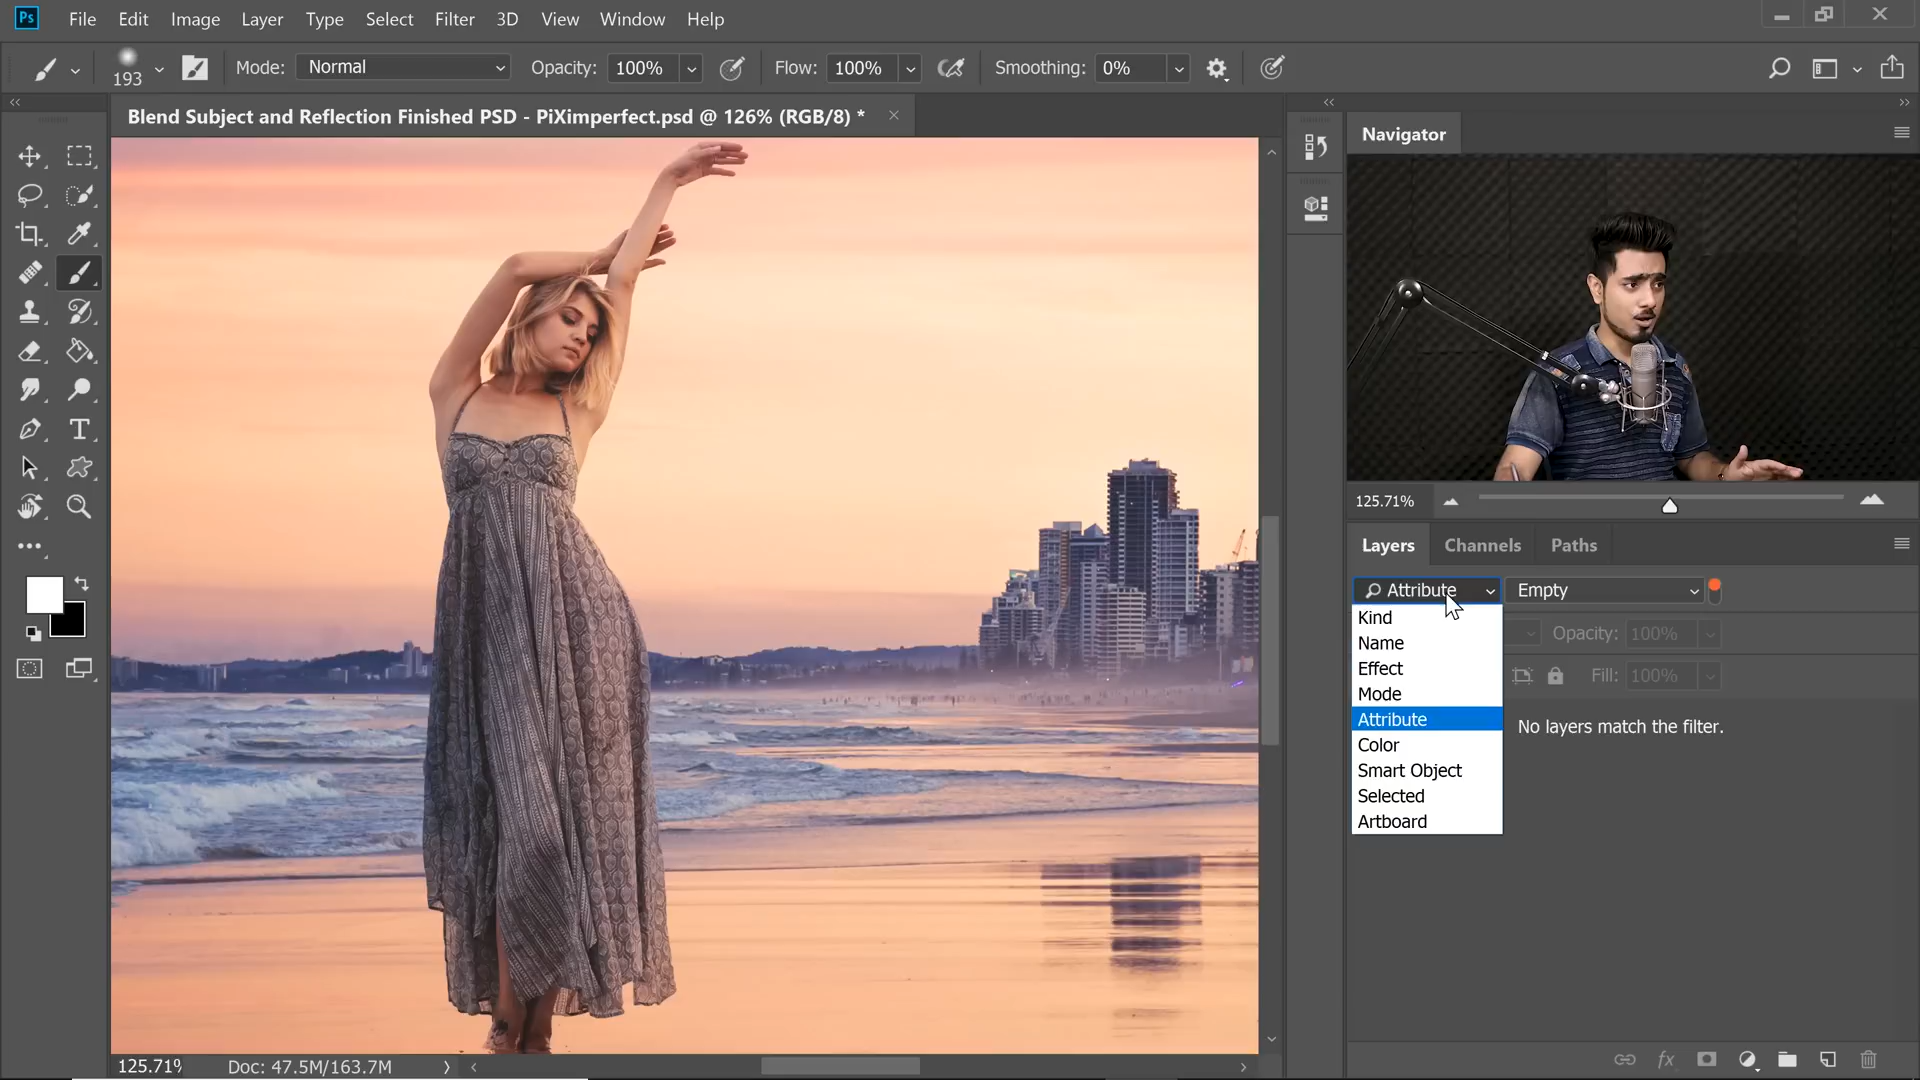 Ps File Edit Image Layer Type Select Filter 3D View Window Help
193 Mode: Normal Opacity: 100% Flow: 100% Smoothing: 0%
Blend Subject and Reflection Finished PSD - PiXimperfect.psd @ 126% (RGB/8) *
Navigator
125.71%
Layers Channels Paths
Attribute Empty
Kind
Name
Effect
Mode
Attribute
Color
Smart Object
Selected
Artboard
Opacity: 100%
Fill: 100%
No layers match the filter.
125.71% Doc: 47.5M/163.7M
fx